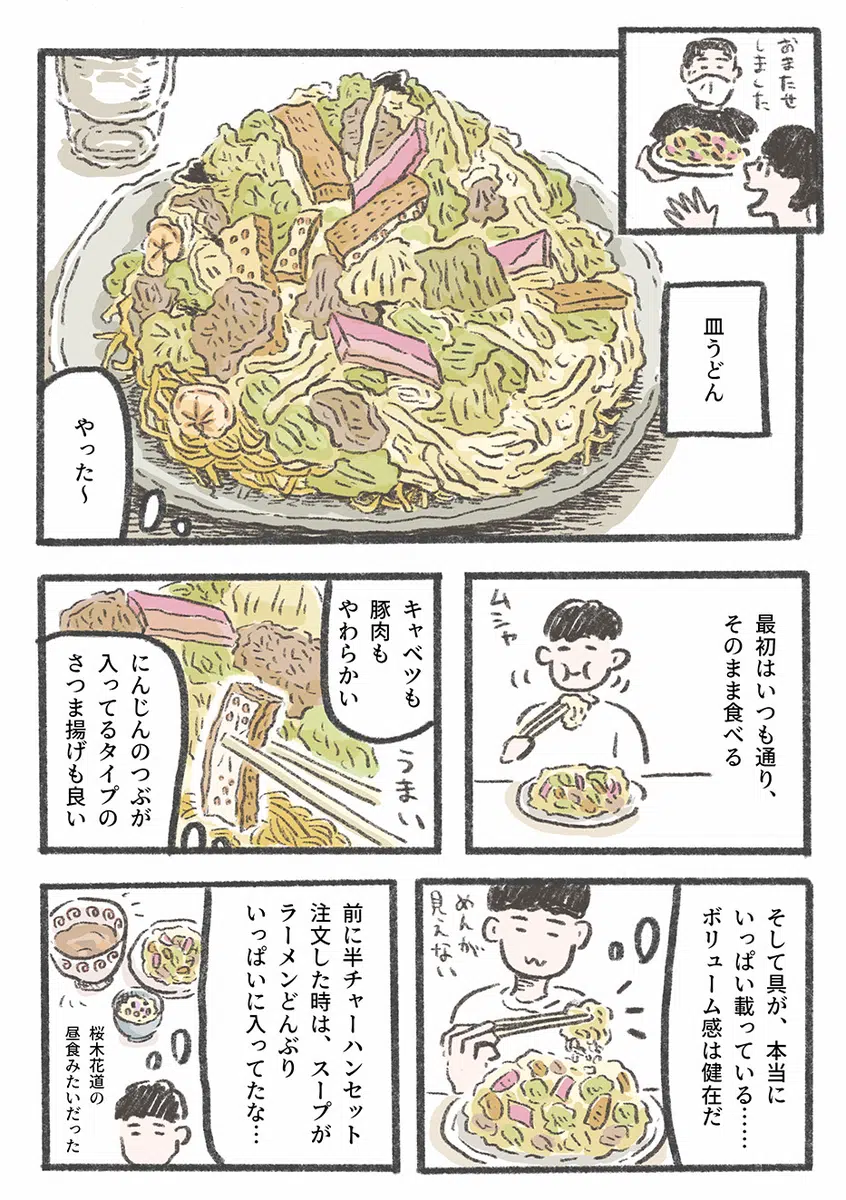 おまたせ
しました
皿うどん
やった〜
最初はいつも通り、
そのまま食べる
ムシャ
キャベツも
豚肉も
やわらかい
うまい
にんじんのつぶが
入ってるタイプの
さつま揚げも良い
そして具が、本当に
いっぱい載っている……
ボリューム感は健在だ
めんが
見えない
前に半チャーハンセット
注文した時は、スープが
ラーメンどんぶり
いっぱいに入ってたな…
桜木花道の
昼食みたいだった